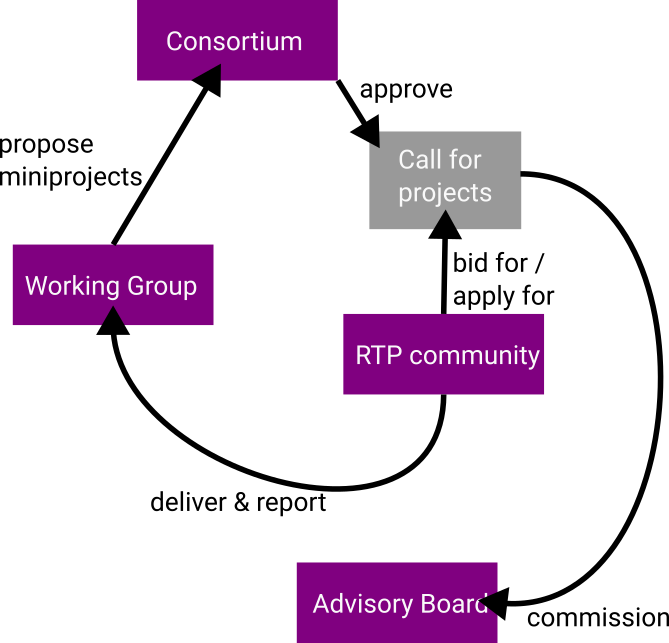 Consortium
approve
propose
miniprojects
Call for
projects
Working Group
bid for /
apply for
RTP community
deliver & report
Advisory Board
commission